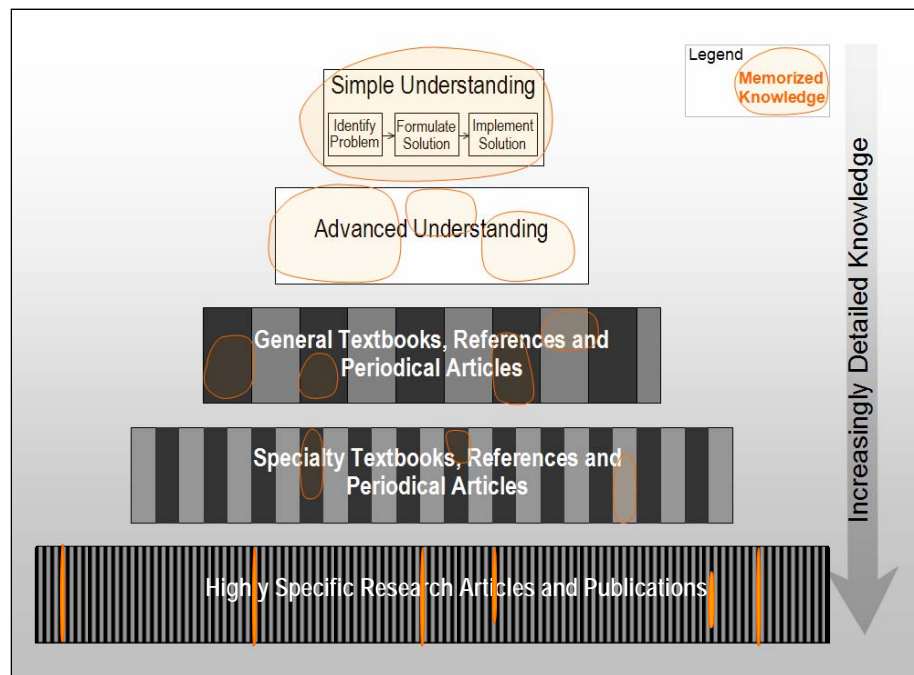 Legend
Memorized
Knowledge
Simple Understanding
Identify
Problem
Formulate
Solution
Implement
Solution
Advanced Understanding
General Textbooks, References and
Periodical Articles
Specialty Textbooks, References and
Periodical Articles
Highly Specific Research Articles and Publications
Increasingly Detailed Knowledge